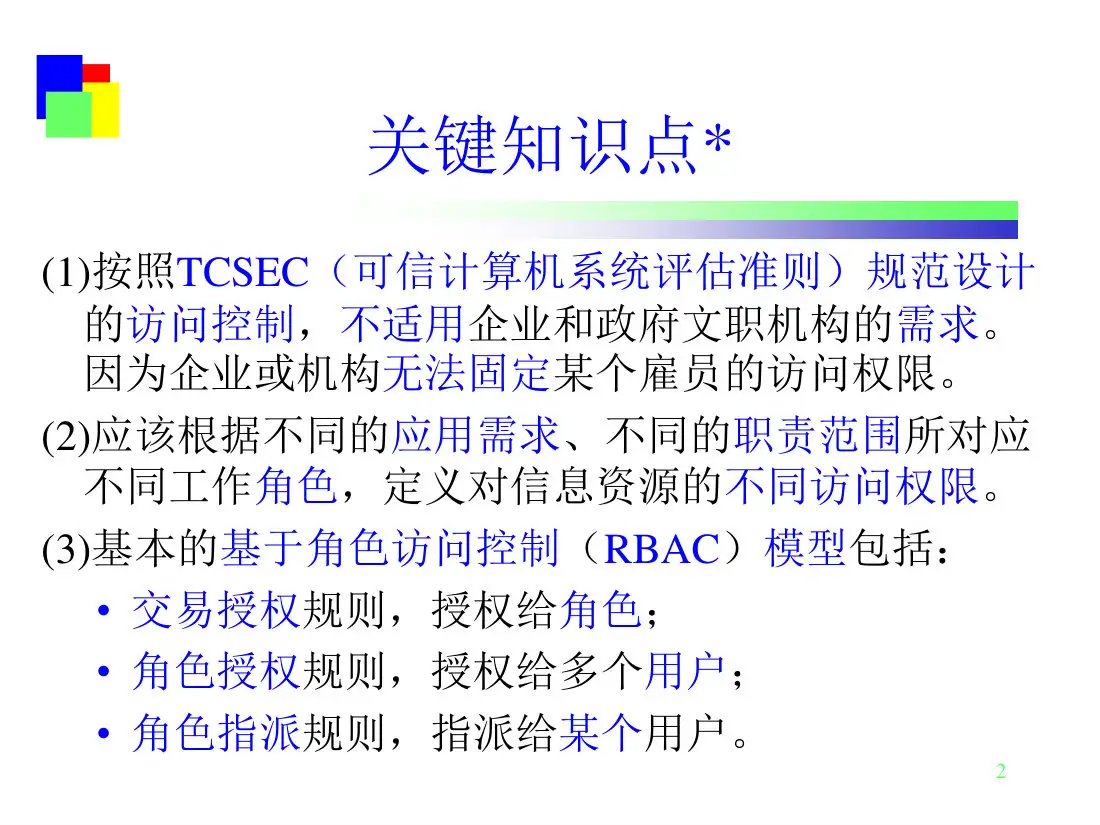 关键知识点*
(1)按照TCSEC（可信计算机系统评估准则）规范设计
的访问控制，不适用企业和政府文职机构的需求。
因为企业或机构无法固定某个雇员的访问权限。
(2)应该根据不同的应用需求、不同的职责范围所对应
不同工作角色，定义对信息资源的不同访问权限。
(3)基本的基于角色访问控制（RBAC）模型包括：
• 交易授权规则，授权给角色；
• 角色授权规则，授权给多个用户；
• 角色指派规则，指派给某个用户。
2